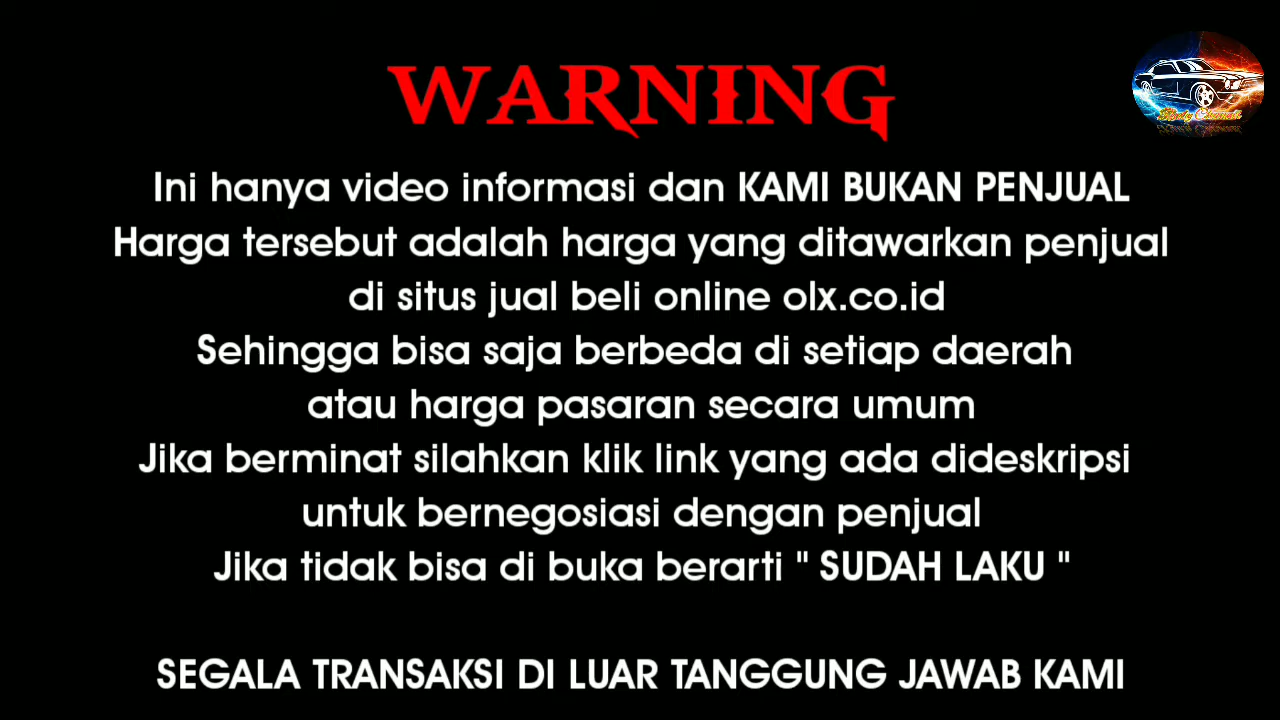 WARNING
Ini hanya video informasi dan KAMI BUKAN PENJUAL
Harga tersebut adalah harga yang ditawarkan penjual
di situs jual beli online olx.co.id
Sehingga bisa saja berbeda di setiap daerah
atau harga pasaran secara umum
Jika berminat silahkan klik link yang ada dideskripsi
untuk bernegosiasi dengan penjual
Jika tidak bisa di buka berarti " SUDAH LAKU "
SEGALA TRANSAKSI DI LUAR TANGGUNG JAWAB KAMI